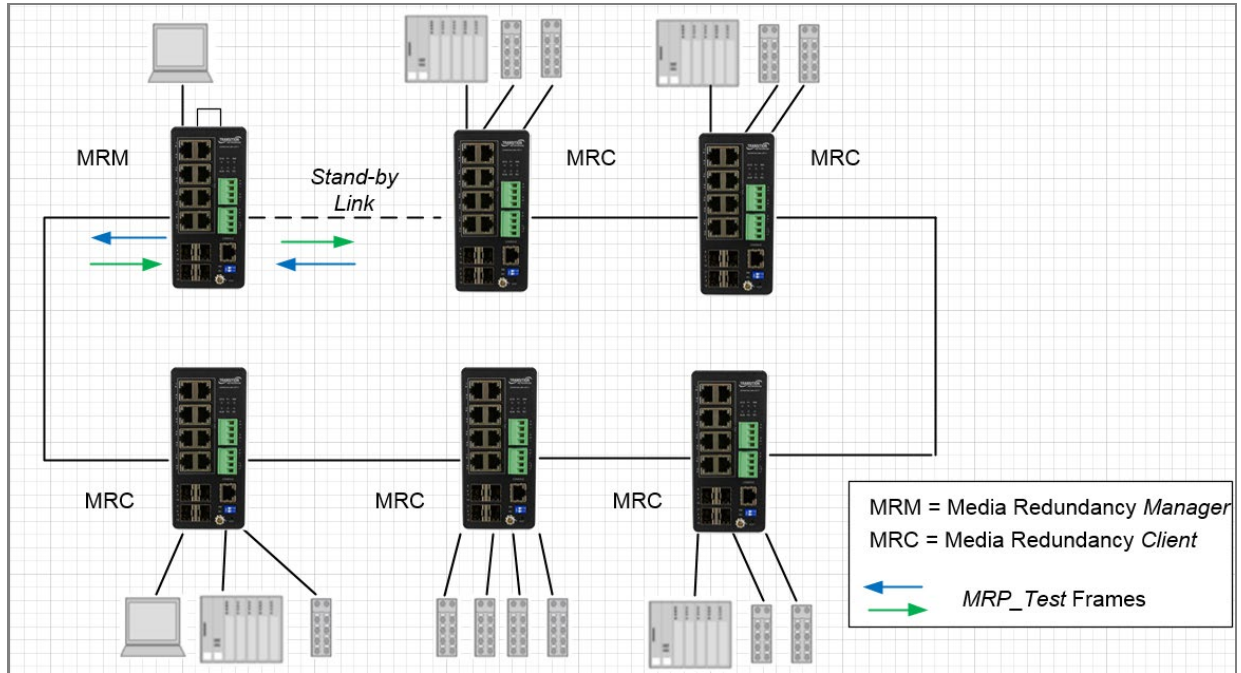 MRM
Stand-by
Link
MRC
MRC
MRC
MRC
MRC
MRM = Media Redundancy Manager
MRC = Media Redundancy Client
MRP_Test Frames